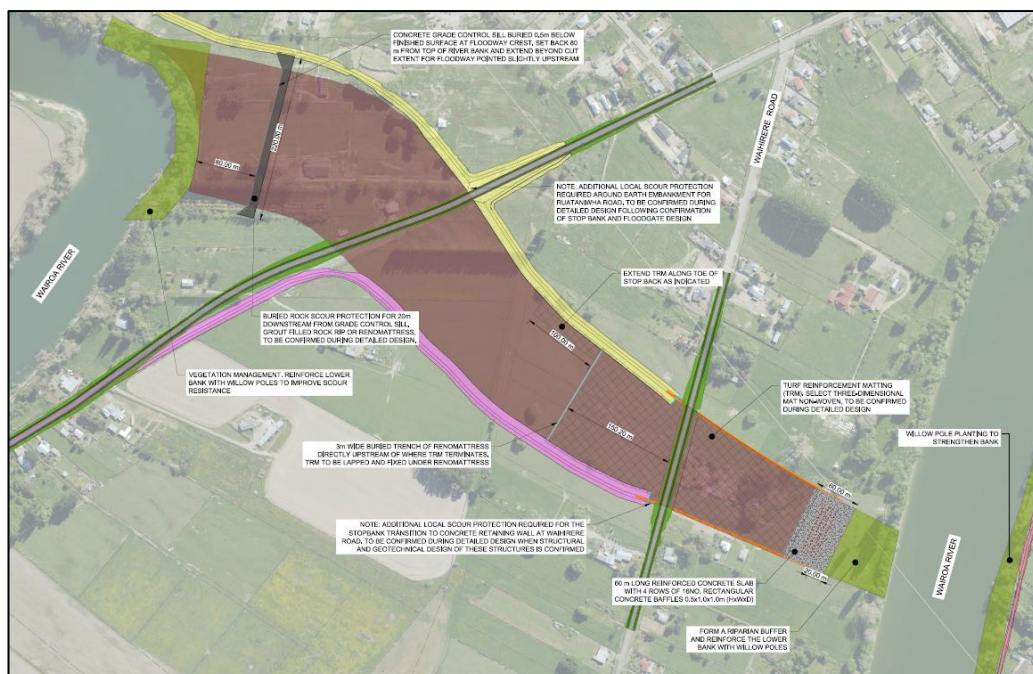 CONCRETE GRADE CONTROL SILL BURIED 0.5m BELOW
FINISHED SURFACE AT FLOODWAY CREST, SET BACK 80
m FROM TOP OF RIVER BANK AND EXTEND BEYOND CUT
EXTENT FOR FLOODWAY POINTED SLIGHTLY UPSTREAM
WAIHIRERE ROAD
80.00 m
NOTE: ADDITIONAL LOCAL SCOUR PROTECTION
REQUIRED AROUND EARTH EMBANKMENT FOR
RUATANIWHA ROAD, TO BE CONFIRMED DURING
DETAILED DESIGN FOLLOWING CONFIRMATION
OF STOP BANK AND FLOODGATE DESIGN
WAIROA RIVER
EXTEND TRM ALONG TOE OF
STOP BACK AS INDICATED
BURIED ROCK SCOUR PROTECTION FOR 20m
DOWNSTREAM FROM GRADE CONTROL SILL,
GROUT FILLED ROCK RIP OR RENOMATTRESS,
TO BE CONFIRMED DURING DETAILED DESIGN,
100.00 m
VEGETATION MANAGEMENT. REINFORCE LOWER
BANK WITH WILLOW POLES TO IMPROVE SCOUR
RESISTANCE
TURF REINFORCEMENT MATTING
(TRM), SELECT THREE-DIMENSIONAL
MAT NON-WOVEN, TO BE CONFIRMED
DURING DETAILED DESIGN
150.20 m
WILLOW POLE PLANTING TO
STRENGTHEN BANK
3m WIDE BURIED TRENCH OF RENOMATTRESS
DIRECTLY UPSTREAM OF WHERE TRM TERMINATES,
TRM TO BE LAPPED AND FIXED UNDER RENOMATTRESS
60.00 m
NOTE: ADDITIONAL LOCAL SCOUR PROTECTION REQUIRED FOR THE
STOPBANK TRANSITION TO CONCRETE RETAINING WALL AT WAIHIRERE
ROAD, TO BE CONFIRMED DURING DETAILED DESIGN WHEN STRUCTURAL
AND GEOTECHNICAL DESIGN OF THESE STRUCTURES IS CONFIRMED
WAIROA RIVER
20.00 m
60 m LONG REINFORCED CONCRETE SLAB
WITH 4 ROWS OF 16NO. RECTANGULAR
CONCRETE BAFFLES 0.5x1.0x1.0m (HxWxD)
FORM A RIPARIAN BUFFER
AND REINFORCE THE LOWER
BANK WITH WILLOW POLES